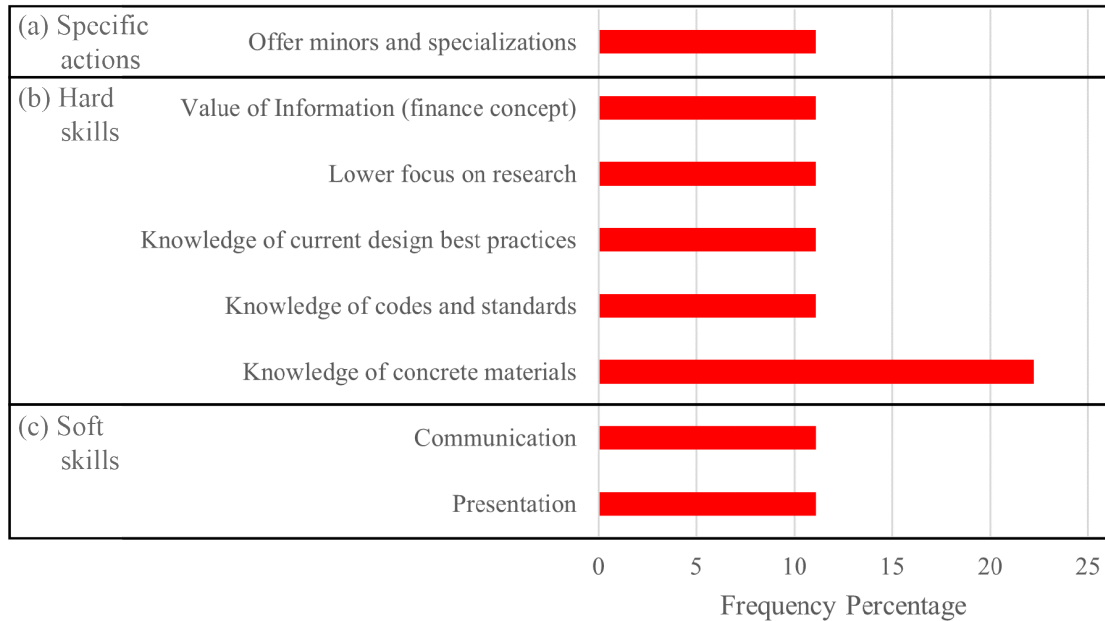 (a) Specific
actions
Offer minors and specializations
(b) Hard
skills
Value of Information (finance concept)
Lower focus on research
Knowledge of current design best practices
Knowledge of codes and standards
Knowledge of concrete materials
(c) Soft
skills
Communication
Presentation
0 5 10 15 20 25
Frequency Percentage